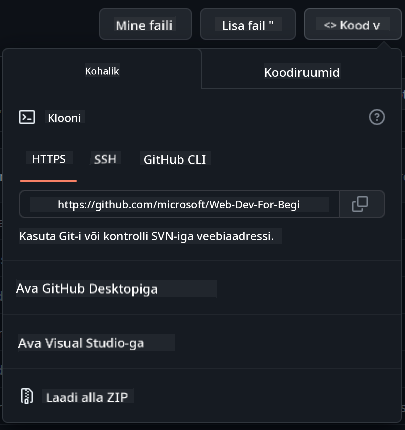 Mine faili
Lisa fail "
<> Kood v
Kohalik
Koodiruumid
Klooni
HTTPS
SSH
GitHub CLI
https://github.com/microsoft/Web-Dev-For-Begi
Kasuta Git-i või kontrolli SVN-iga veebiaadressi.
Ava GitHub Desktopiga
Ava Visual Studio-ga
Laadi alla ZIP